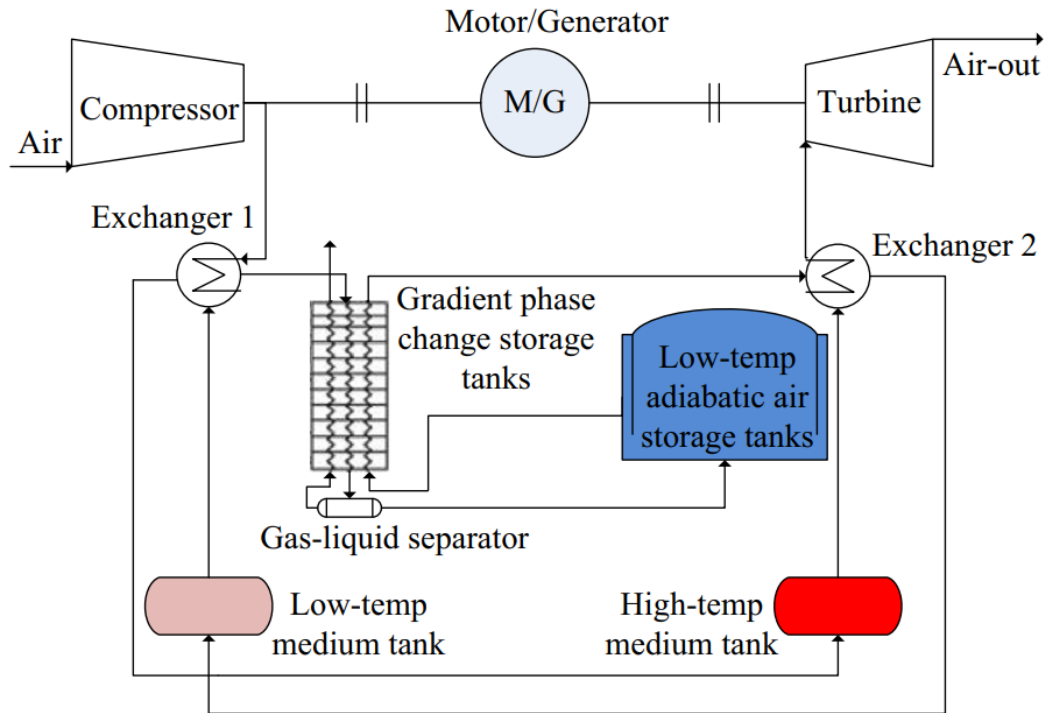 Motor/Generator
Compressor
M/G
Turbine
Air-out
Air
Exchanger 1
Exchanger 2
Gradient phase
change storage
tanks
Low-temp
adiabatic air
storage tanks
Gas-liquid separator
Low-temp
medium tank
High-temp
medium tank